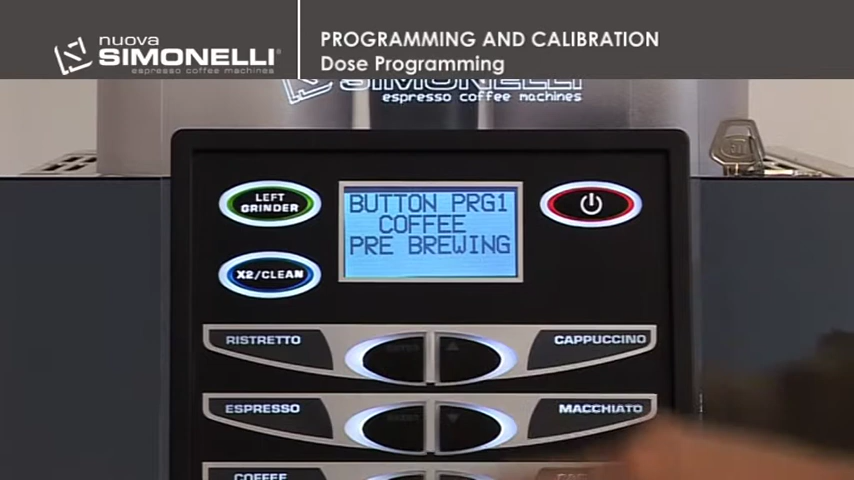 nuova
SIMONELLI
espresso coffee machines
PROGRAMMING AND CALIBRATION
Dose Programming
SIMONELLI
espresso coffee machines
LEFT
GRINDER
BUTTON PRG1
COFFEE
PRE BREWING
X2/CLEAN
RISTRETTO
CAPPUCCINO
ESPRESSO
MACCHIATO
COFFEE